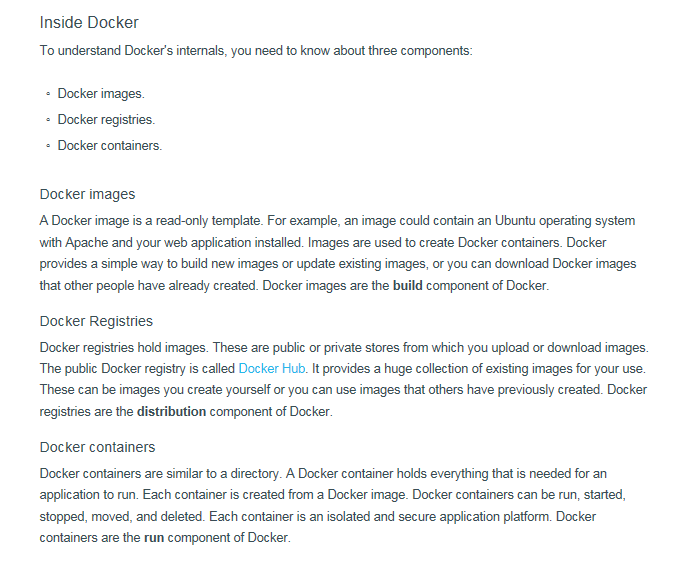 Inside Docker
To understand Docker's internals, you need to know about three components:
◦ Docker images.
◦ Docker registries.
◦ Docker containers.
Docker images
A Docker image is a read-only template. For example, an image could contain an Ubuntu operating system
with Apache and your web application installed. Images are used to create Docker containers. Docker
provides a simple way to build new images or update existing images, or you can download Docker images
that other people have already created. Docker images are the build component of Docker.
Docker Registries
Docker registries hold images. These are public or private stores from which you upload or download images.
The public Docker registry is called Docker Hub. It provides a huge collection of existing images for your use.
These can be images you create yourself or you can use images that others have previously created. Docker
registries are the distribution component of Docker.
Docker containers
Docker containers are similar to a directory. A Docker container holds everything that is needed for an
application to run. Each container is created from a Docker image. Docker containers can be run, started,
stopped, moved, and deleted. Each container is an isolated and secure application platform. Docker
containers are the run component of Docker.